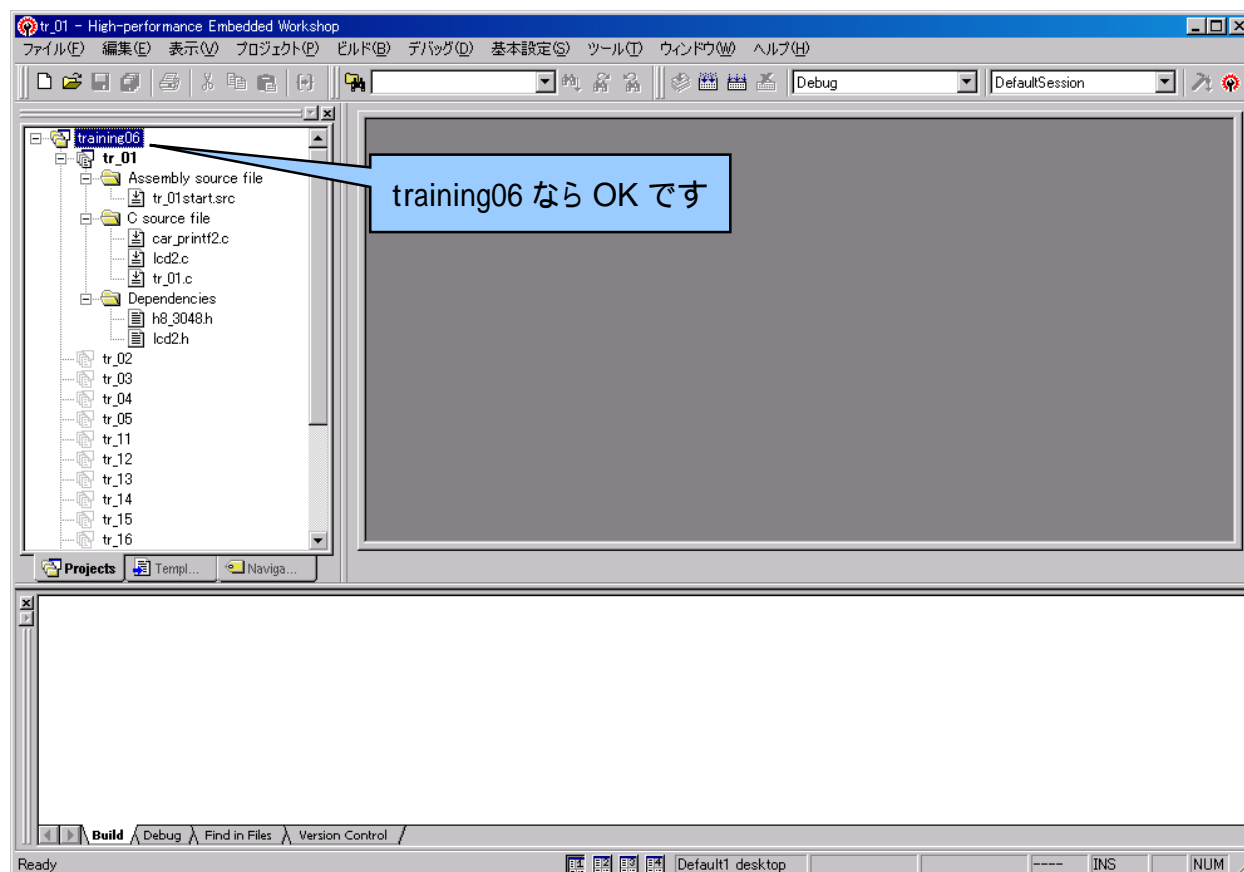 tr_01 - High-performance Embedded Workshop
ファイル(F) 編集(E) 表示(V) プロジェクト(P) ビルド(B) デバッグ(D) 基本設定(S) ツール(T) ウィンドウ(W) ヘルプ(H)
Debug DefaultSession
training06
tr_01
Assembly source file
tr_01start.src
C source file
car_printf2.c
lcd2.c
tr_01.c
Dependencies
h8_3048.h
lcd2.h
tr_02
tr_03
tr_04
tr_05
tr_11
tr_12
tr_13
tr_14
tr_15
tr_16
training06 なら OK です
Projects Templ... Naviga...
Build Debug Find in Files Version Control
Ready 1 2 3 4 Default1 desktop ---- INS NUM